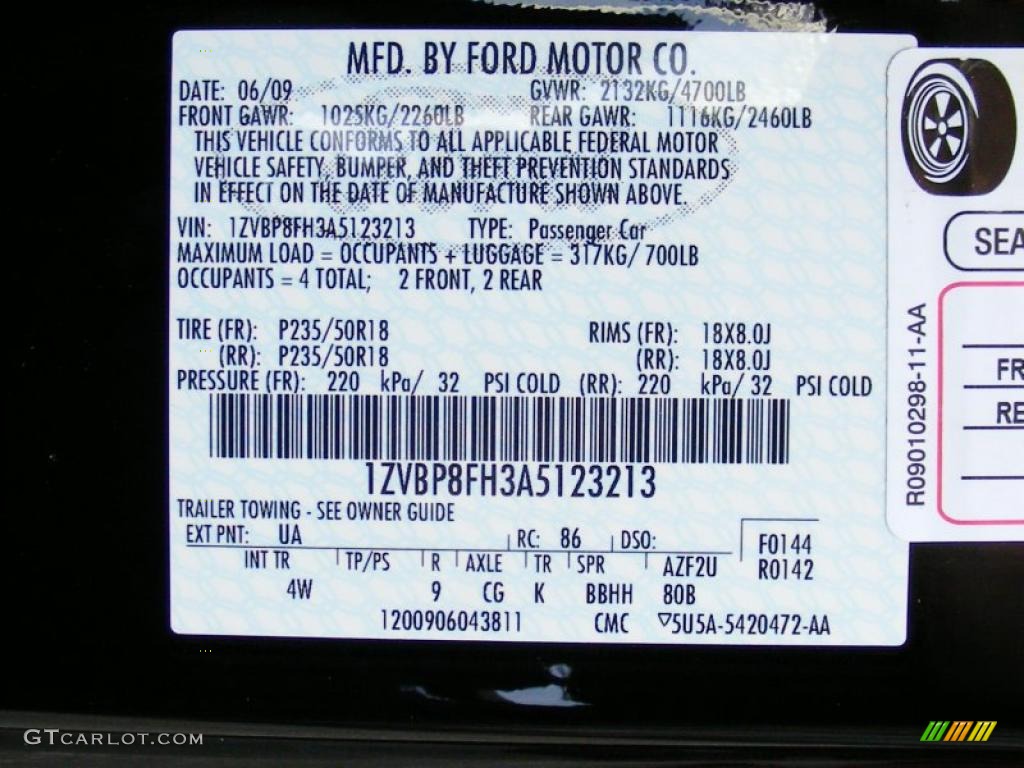 MFD. BY FORD MOTOR CO.
DATE: 06/09 GVWR: 2132KG/4700LB
FRONT GAWR: 1025KG/2260LB REAR GAWR: 1116KG/2460LB
THIS VEHICLE CONFORMS TO ALL APPLICABLE FEDERAL MOTOR
VEHICLE SAFETY, BUMPER, AND THEFT PREVENTION STANDARDS
IN EFFECT ON THE DATE OF MANUFACTURE SHOWN ABOVE.
VIN: 1ZVBP8FH3A5123213 TYPE: Passenger Car
MAXIMUM LOAD = OCCUPANTS + LUGGAGE = 317KG/ 700LB
OCCUPANTS = 4 TOTAL; 2 FRONT, 2 REAR
TIRE (FR): P235/50R18 RIMS (FR): 18X8.0J
(RR): P235/50R18 (RR): 18X8.0J
PRESSURE (FR): 220 kPa/ 32 PSI COLD (RR): 220 kPa/ 32 PSI COLD
1ZVBP8FH3A5123213
TRAILER TOWING - SEE OWNER GUIDE
EXT PNT: UA RC: 86 DSO: F0144
INT TR TP/PS R AXLE TR SPR AZF2U R0142
4W 9 CG K BBHH 80B
1200906043811 CMC ▽5U5A-5420472-AA
SEA
FR
RE
R09010298-11-AA
GTCARLOT.COM